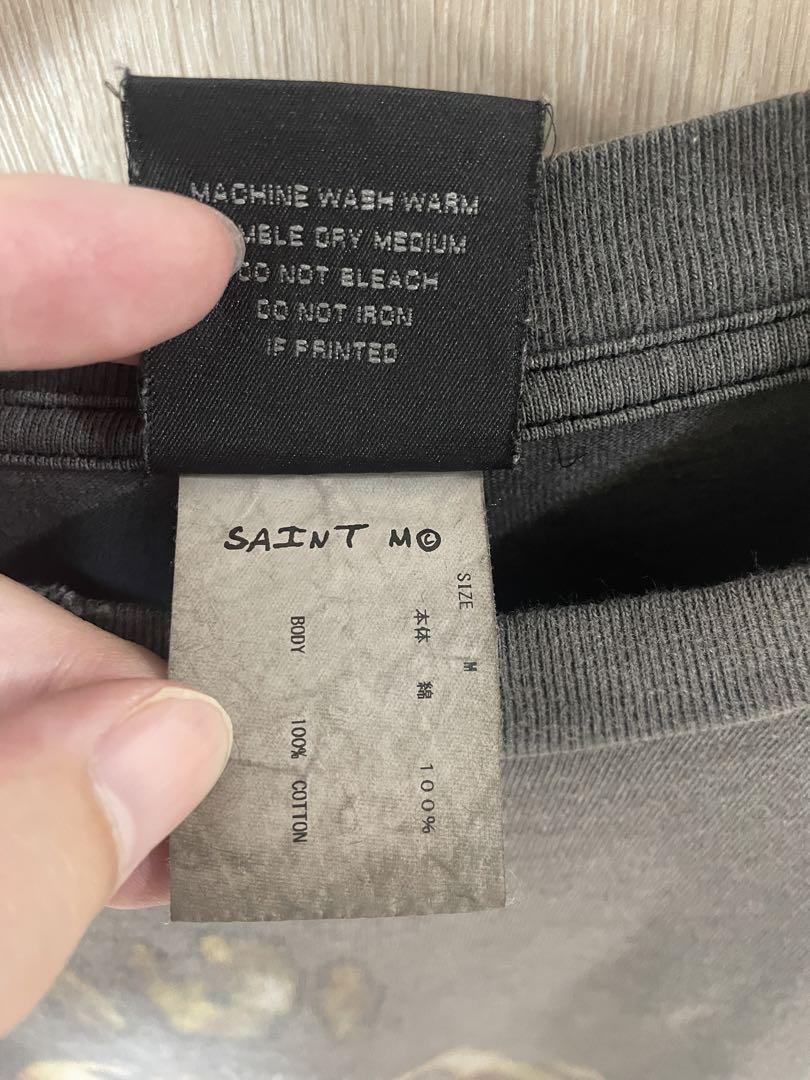 MACHINE WASH WARM
DRY MEDIUM
DO NOT BLEACH
DO NOT IRON
IF PRINTED
SAINT M©
SIZE M
本体 綿 100%
BODY 100% COTTON